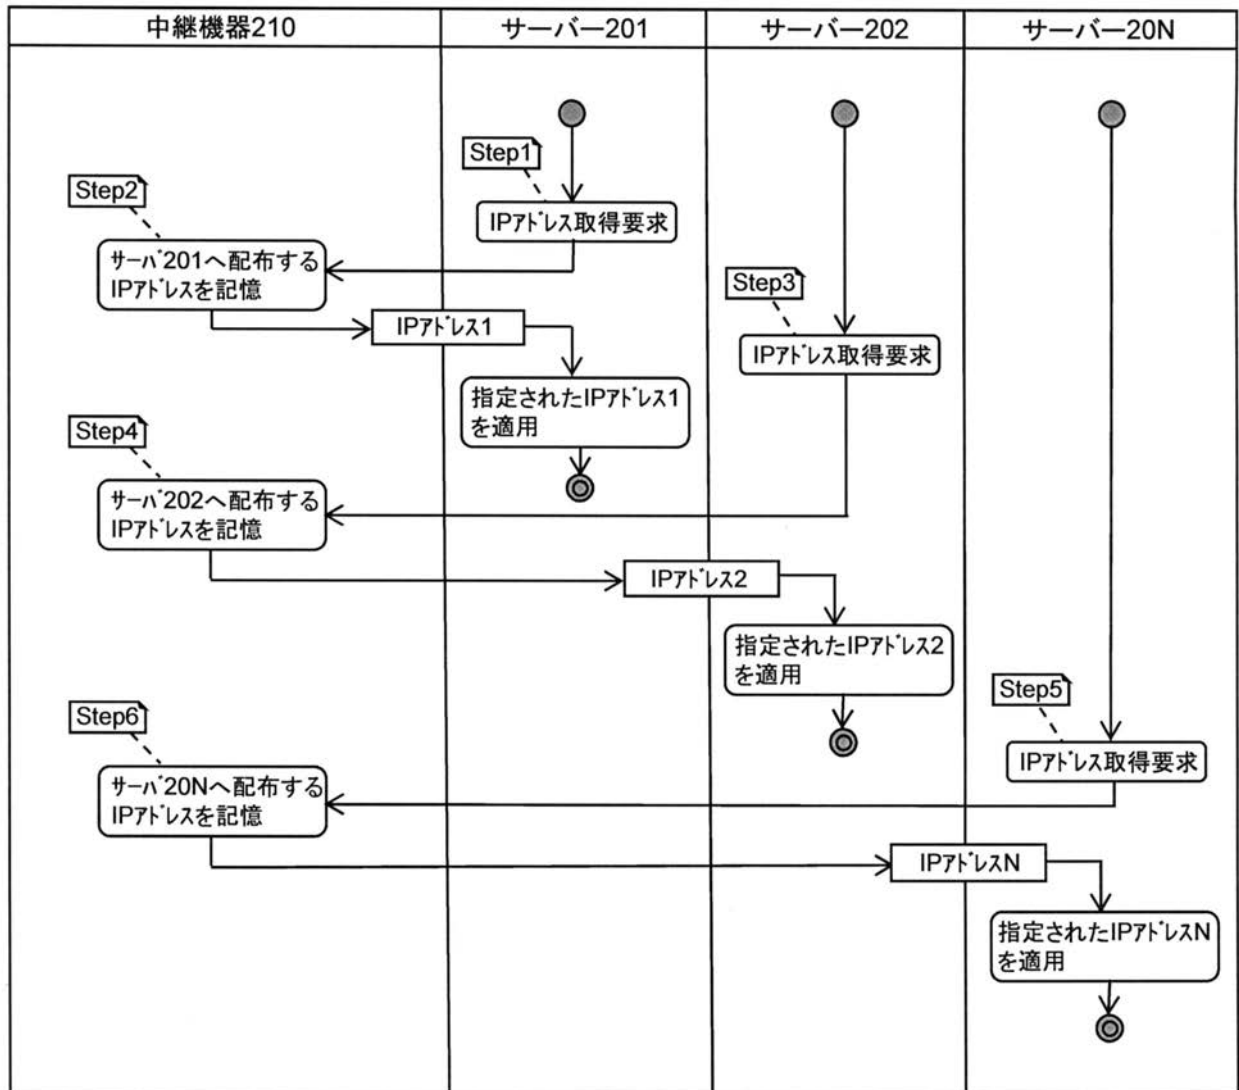 中継機器210
サーバー201
サーバー202
サーバー20N
Step1
Step2
IPアドレス取得要求
サーバ201へ配布する
IPアドレスを記憶
Step3
IPアドレス1
IPアドレス取得要求
指定されたIPアドレス1
を適用
Step4
サーバ202へ配布する
IPアドレスを記憶
IPアドレス2
指定されたIPアドレス2
を適用
Step5
Step6
IPアドレス取得要求
サーバ20Nへ配布する
IPアドレスを記憶
IPアドレスN
指定されたIPアドレスN
を適用